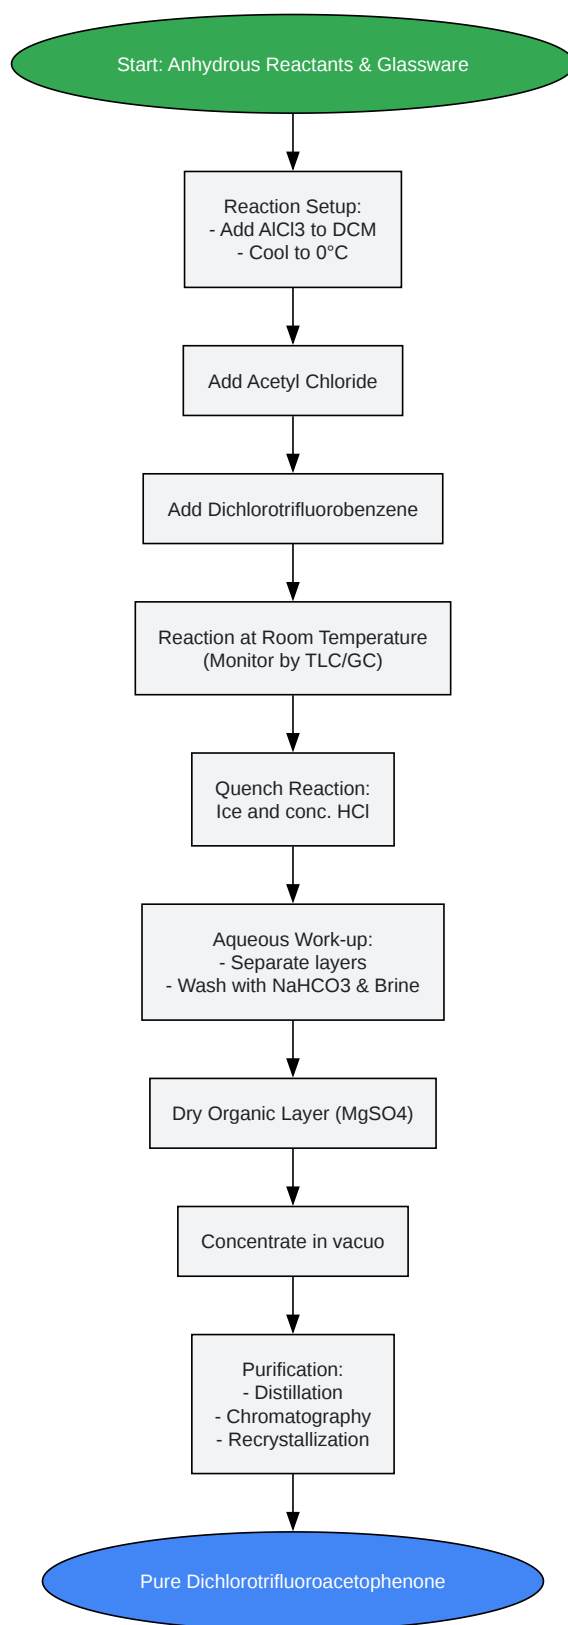 Start: Anhydrous Reactants & Glassware
Reaction Setup:
- Add AlCl3 to DCM
- Cool to 0°C
Add Acetyl Chloride
Add Dichlorotrifluorobenzene
Reaction at Room Temperature
(Monitor by TLC/GC)
Quench Reaction:
Ice and conc. HCl
Aqueous Work-up:
- Separate layers
- Wash with NaHCO3 & Brine
Dry Organic Layer (MgSO4)
Concentrate in vacuo
Purification:
- Distillation
- Chromatography
- Recrystallization
Pure Dichlorotrifluoroacetophenone